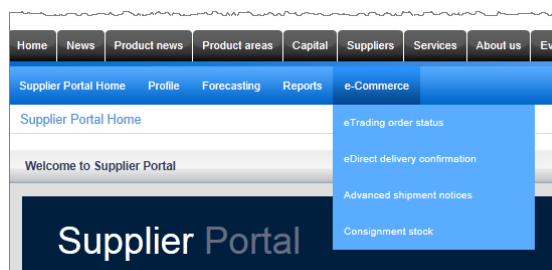 Home News Product news Product areas Capital Suppliers Services About us
Supplier Portal Home Profile Forecasting Reports e-Commerce
Supplier Portal Home
eTrading order status
Welcome to Supplier Portal
eDirect delivery confirmation
Advanced shipment notices
Supplier Portal
Consignment stock